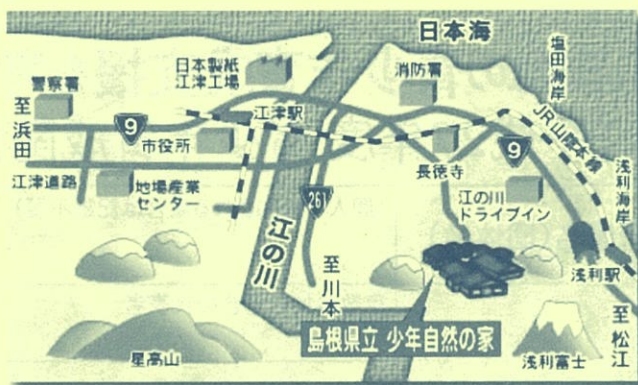 日本海
塩田海岸
日本製紙
江津工場
消防署
警察署
至浜田
9
江津駅
JR山陰本線
市役所
9
長徳寺
浅利海岸
江津道路
地場産業
センター
261
江の川
ドライブイン
江の川
至川本
浅利駅
至松江
島根県立 少年自然の家
星高山
浅利富士